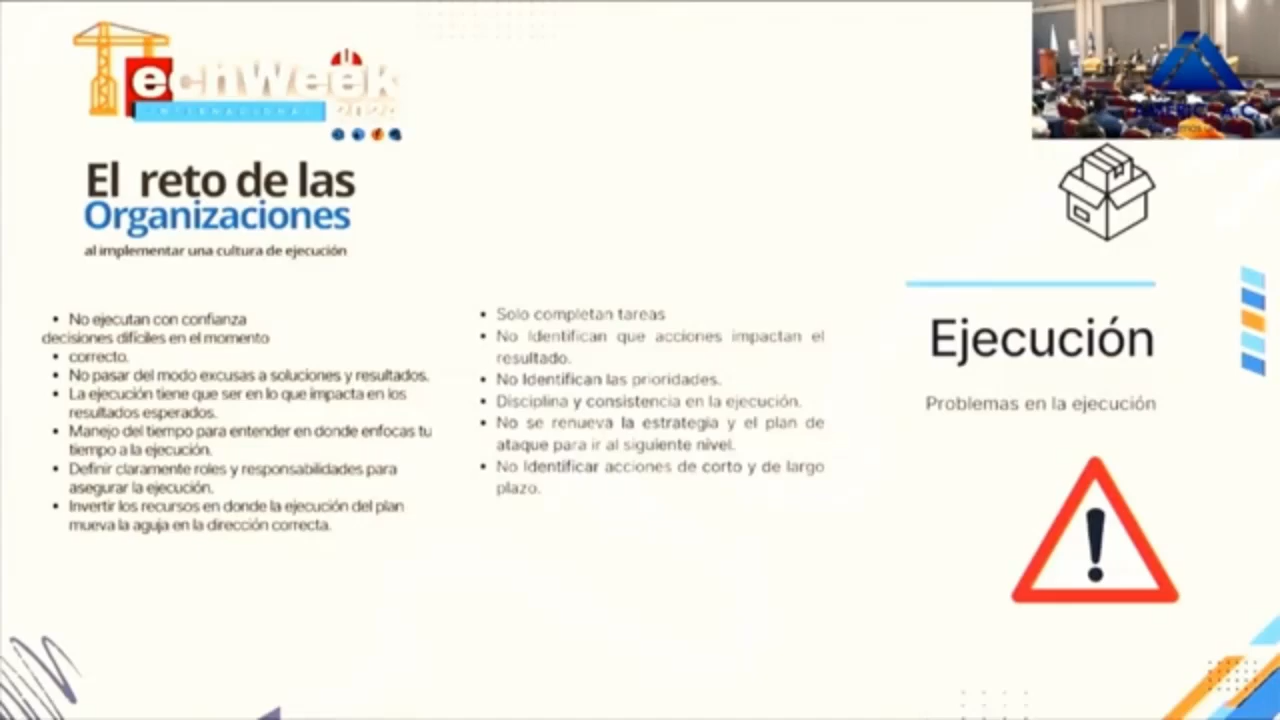 echWeek
INTERNACIONAL
El reto de las
Organizaciones
al implementar una cultura de ejecución
• No ejecutan con confianza
decisiones difíciles en el momento
• correcto.
• No pasar del modo excusas a soluciones y resultados.
• La ejecución tiene que ser en lo que impacta en los
resultados esperados.
• Manejo del tiempo para entender en donde enfocas tu
tiempo a la ejecución.
• Definir claramente roles y responsabilidades para
asegurar la ejecución.
• Invertir los recursos en donde la ejecución del plan
mueva la aguja en la dirección correcta.
• Solo completan tareas
• No Identifican que acciones impactan el
resultado.
• No Identifican las prioridades.
• Disciplina y consistencia en la ejecución.
• No se renueva la estrategia y el plan de
ataque para ir al siguiente nivel.
• No Identificar acciones de corto y de largo
plazo.
Ejecución
Problemas en la ejecución